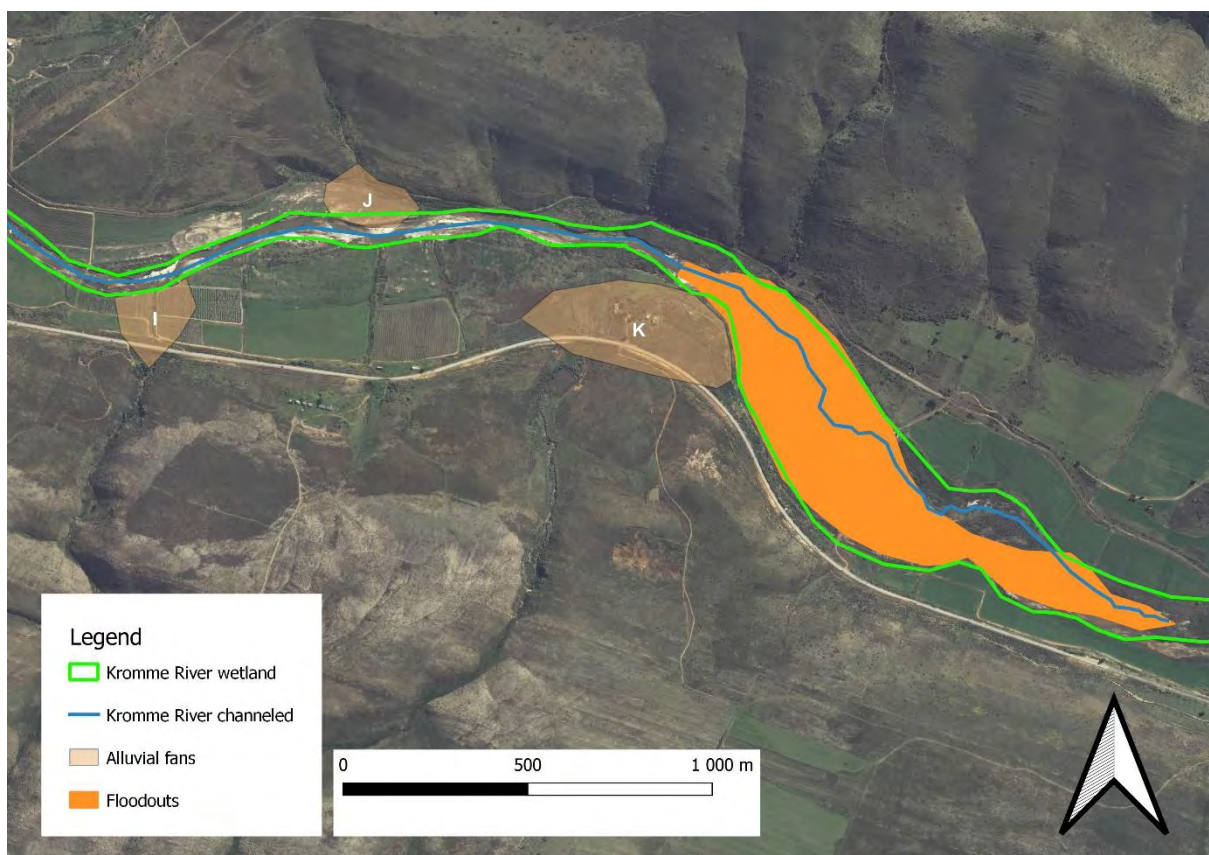 J
I
K
Legend
Kromme River wetland
Kromme River channeled
Alluvial fans
Floodouts
0 500 1 000 m